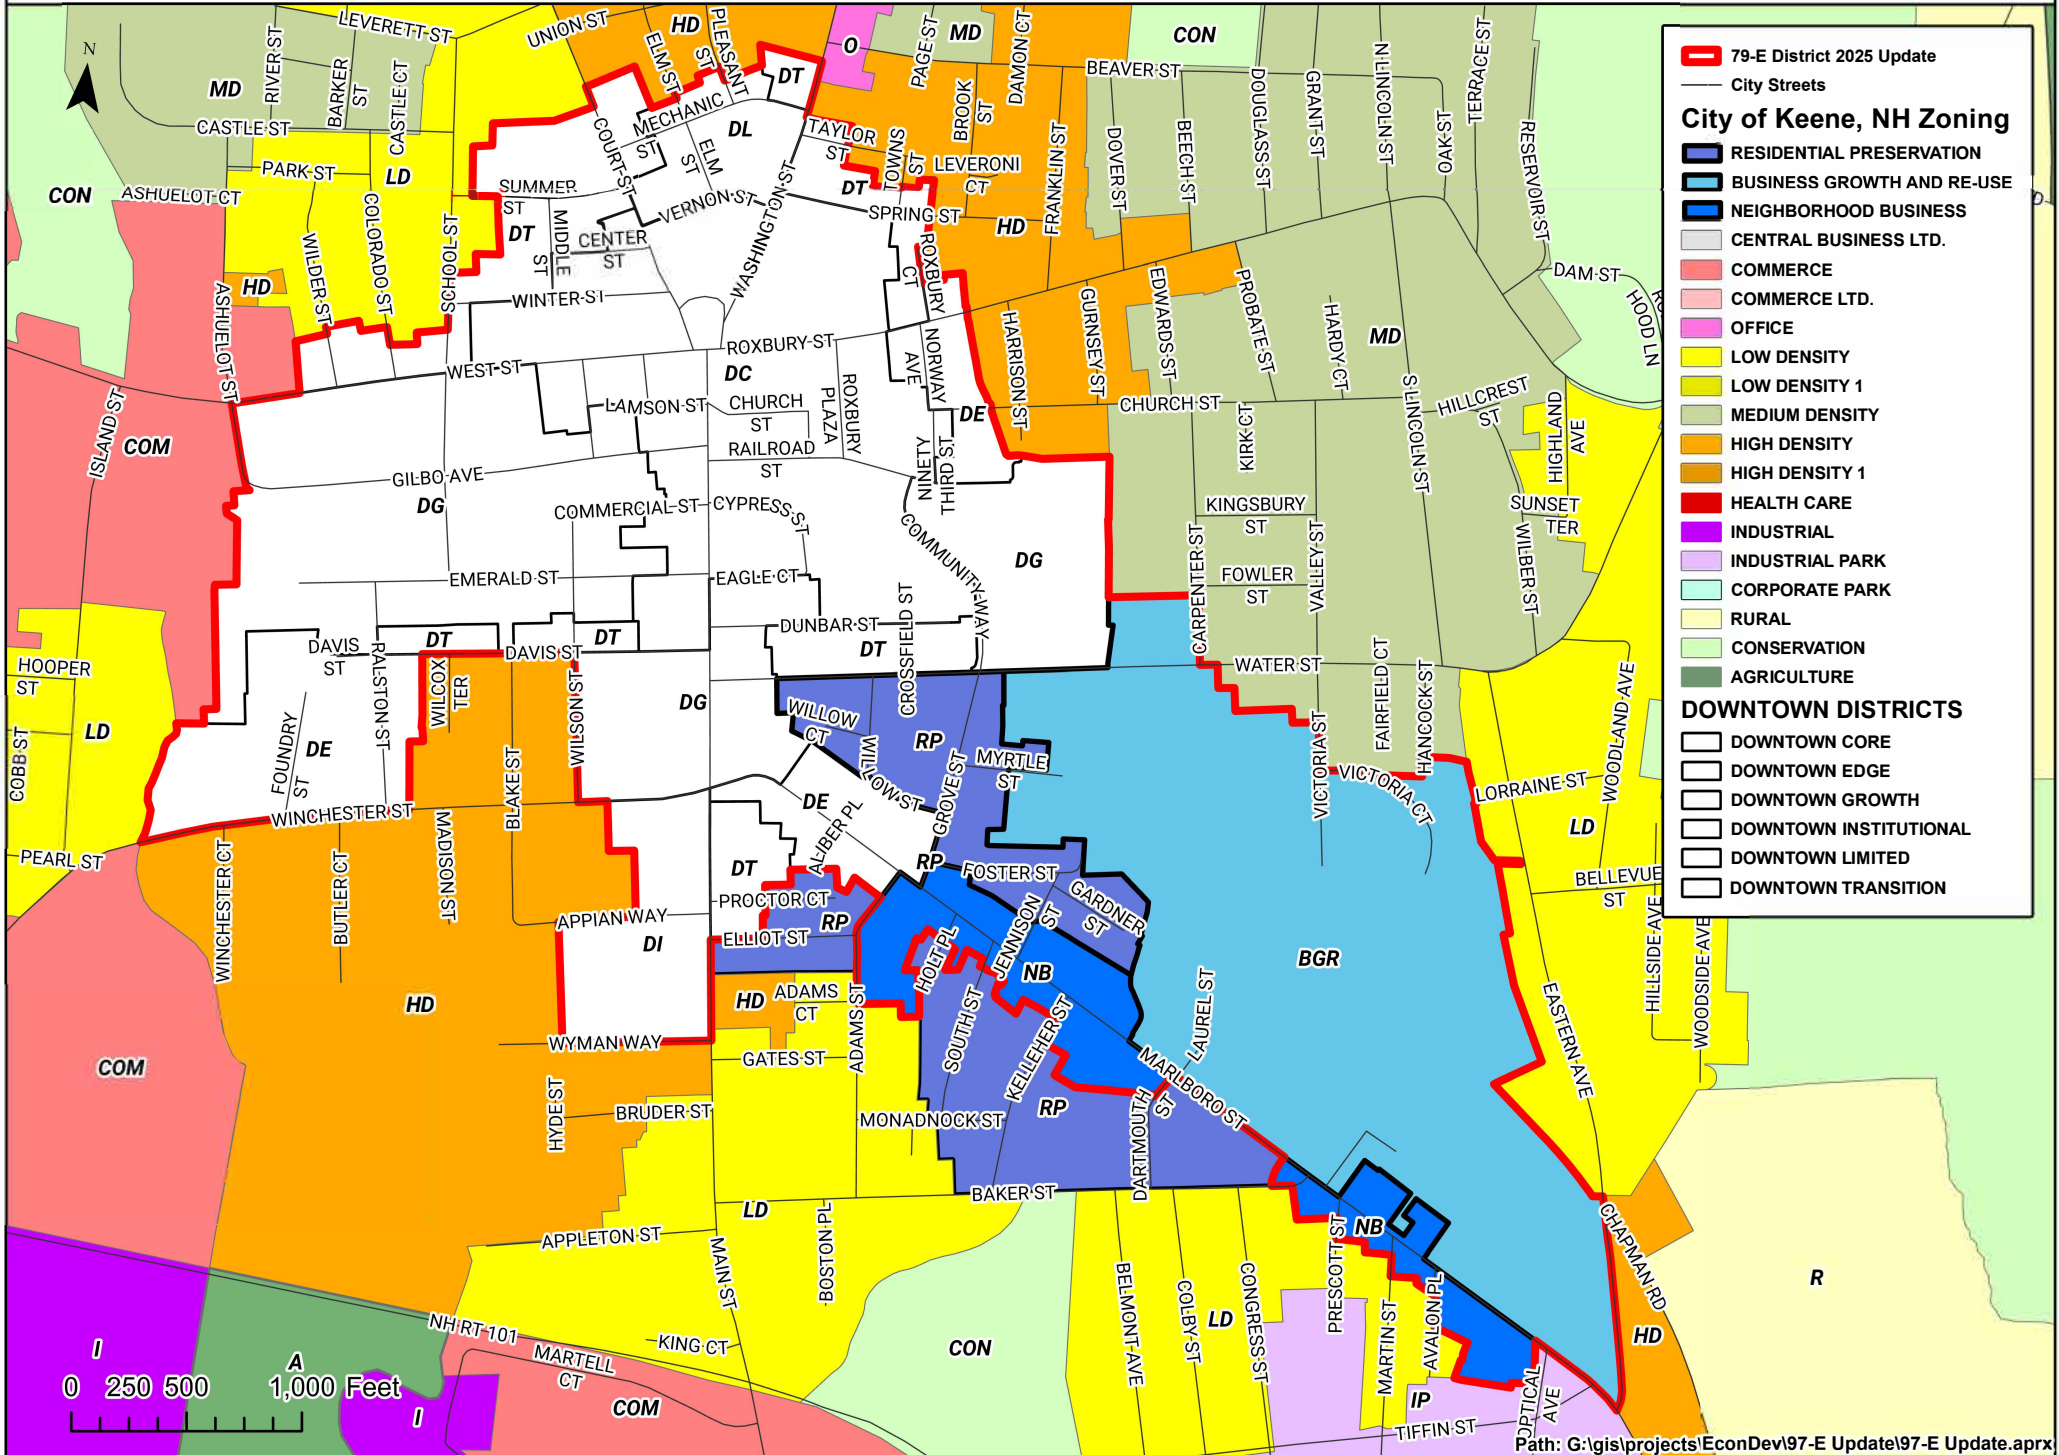 N
LEVERETT ST
UNION ST
HD
ELM ST
PLEASANT
ST
O
PAGE ST
MD
DAMON CT
CON
N LINCOLN ST
TERRACE ST
MD
RIVER ST
BARKER
ST
CASTLE CT
CASTLE ST
DT
MECHANIC
ST
DL
COURT ST
ELM
ST
TAYLOR
ST
TOWNS
ST
BROOK
ST
LEVERONI
CT
FRANKLIN ST
BEAVER ST
DOVER ST
BEECH ST
DOUGLASS ST
GRANT ST
OAK ST
RESERVOIR ST
CON
ASHUELOT CT
PARK ST
LD
SUMMER
ST
DT
MIDDLE
ST
CENTER
ST
VERNON ST
WASHINGTON ST
DT
SPRING ST
HD
ROXBURY
CT
HD
WILDER ST
COLORADO ST
SCHOOL ST
WINTER ST
ASHUELOT ST
DAM ST
HOOD LN
EDWARDS ST
PROBATE ST
HARDY CT
MD
GURNEY ST
HARRISON ST
NORWAY
AVE
ROXBURY ST
DC
WEST ST
LAMSON ST
CHURCH
ST
ROXBURY
PLAZA
RAILROAD
ST
DE
CHURCH ST
KIRK CT
S LINCOLN ST
HILLCREST
ST
HIGHLAND
AVE
ISLAND ST
COM
GILBO AVE
DG
COMMERCIAL ST
CYPRESS ST
NINETY
THIRD ST
COMMUNITY WAY
DG
KINGSBURY
ST
SUNSET
TER
EMERALD ST
EAGLE CT
CARPENTER ST
FOWLER
ST
VALLEY ST
WILBER ST
HOOPER
ST
DAVIS
ST
DT
DAVIS ST
DT
DUNBAR ST
DT
CROSSFIELD ST
WATER ST
FAIRFIELD CT
HANCOCK ST
WOODLAND AVE
COBB ST
LD
RALSTON ST
WILCOX
TER
WILSON ST
DG
WILLOW
CT
WILLOW ST
RP
GROVE ST
MYRTLE
ST
VICTORIA ST
VICTORIA CT
LORRAINE ST
FOUNDRY
ST
DE
BLAKE ST
DE
ALIBER PL
LD
WINCHESTER ST
PEARL ST
WINCHESTER CT
BUTLER CT
MADISON ST
DT
RP
FOSTER ST
GARDNER
ST
BELLEVUE
ST
PROCTOR CT
RP
APPIAN WAY
DI
ELLIOT ST
HOLT PL
JENNISON
ST
NB
BGR
HILLSIDE AVE
WOODSIDE AVE
HD
HD
ADAMS
CT
ADAMS ST
SOUTH ST
KELLEHER ST
LAUREL ST
EASTERN AVE
COM
WYMAN WAY
GATES ST
HYDE ST
BRUDER ST
MONADNOCK ST
RP
DARTMOUTH
ST
MARLBORO ST
LD
BAKER ST
APPLETON ST
MAIN ST
BOSTON PL
BELMONT AVE
COLBY ST
CONGRESS ST
LD
PRESCOTT ST
NB
MARTIN ST
AVALON PL
CHAPMAN RD
R
HD
NH RT 101
KING CT
CON
MARTELL
CT
COM
I
A
I
IP
TIFFIN ST
OPTICAL
AVE
0 250 500 1,000 Feet
79-E District 2025 Update
City Streets
City of Keene, NH Zoning
RESIDENTIAL PRESERVATION
BUSINESS GROWTH AND RE-USE
NEIGHBORHOOD BUSINESS
CENTRAL BUSINESS LTD.
COMMERCE
COMMERCE LTD.
OFFICE
LOW DENSITY
LOW DENSITY 1
MEDIUM DENSITY
HIGH DENSITY
HIGH DENSITY 1
HEALTH CARE
INDUSTRIAL
INDUSTRIAL PARK
CORPORATE PARK
RURAL
CONSERVATION
AGRICULTURE
DOWNTOWN DISTRICTS
DOWNTOWN CORE
DOWNTOWN EDGE
DOWNTOWN GROWTH
DOWNTOWN INSTITUTIONAL
DOWNTOWN LIMITED
DOWNTOWN TRANSITION
Path: G:\gis\projects\EconDev\97-E Update\97-E Update.aprx